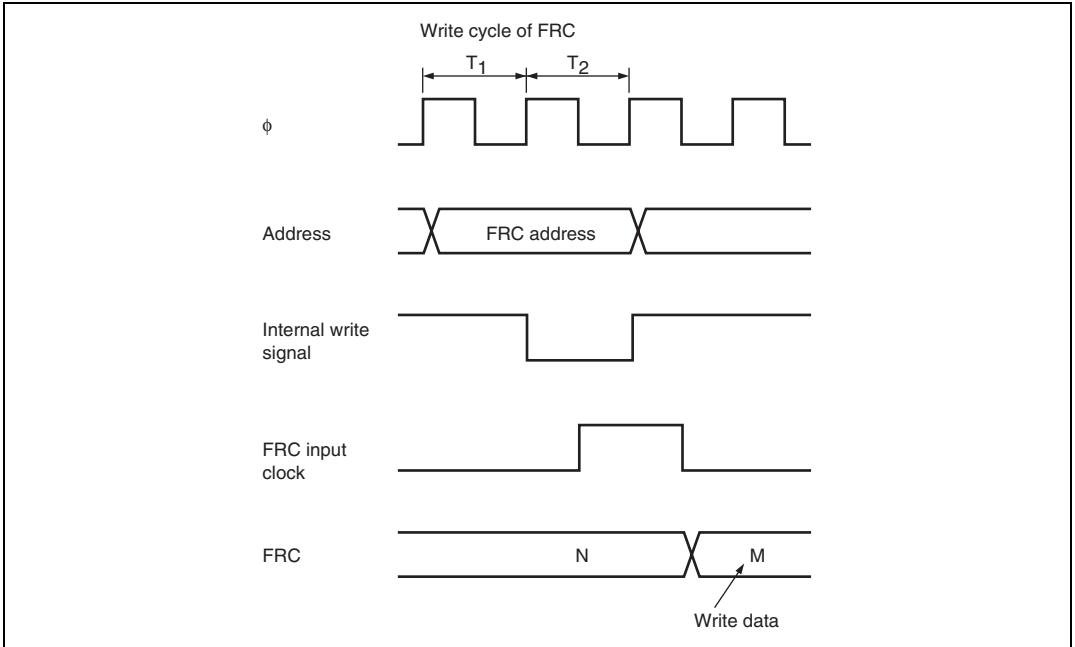 Write cycle of FRC
T1
T2
φ
Address
FRC address
Internal write
signal
FRC input
clock
FRC
N
M
Write data